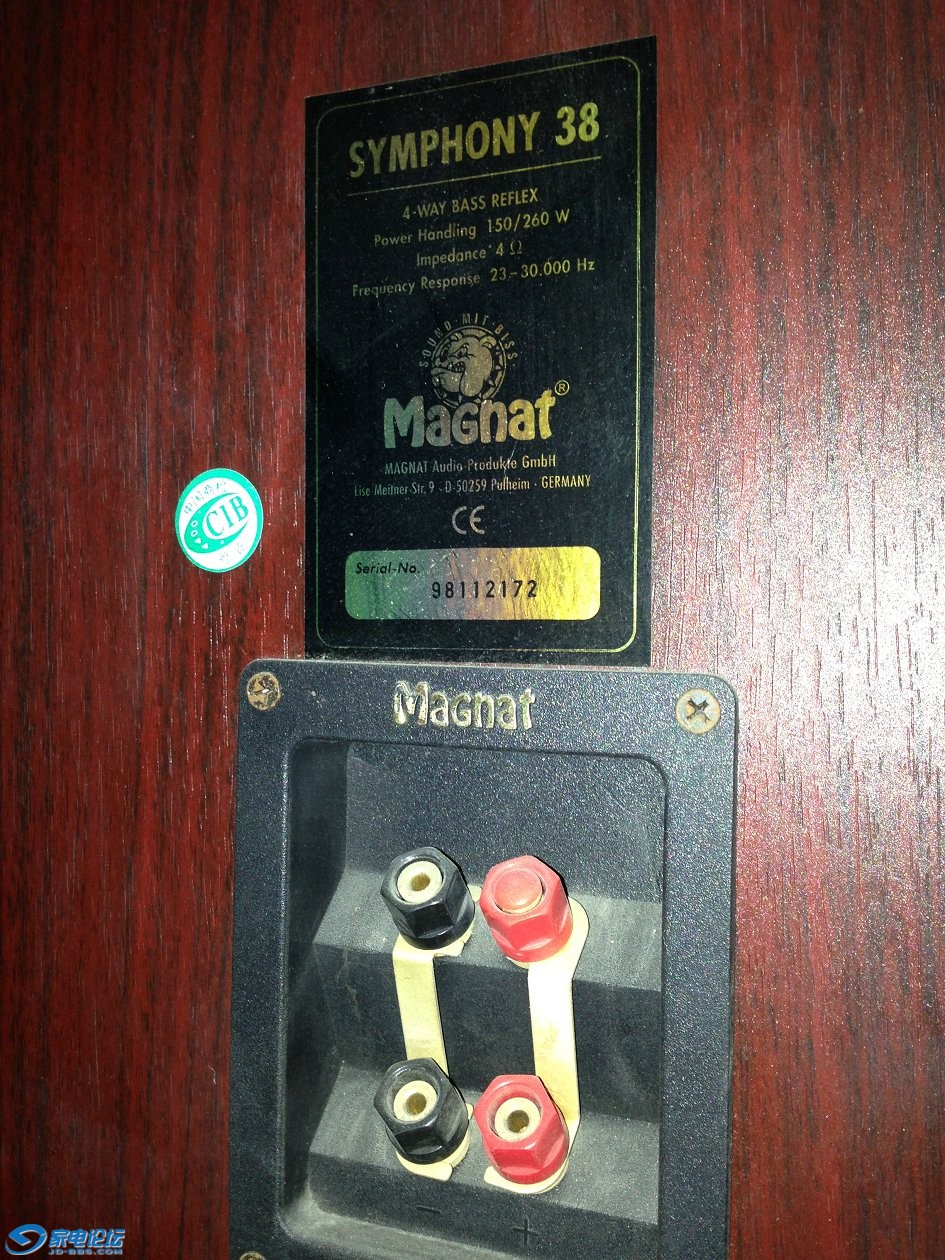 SYMPHONY 38
4-WAY BASS REFLEX
Power Handling 150/260 W
Impedance 4 Ω
Frequency Response 23–30.000 Hz
SOUND·MIT·BISS
Magnat®
MAGNAT Audio-Produkte GmbH
Lise-Meitner-Str. 9 · D-50259 Pulheim · GERMANY
CE
Serial-No.
98112172
CIB
Magnat
− +
家电论坛
JD-BBS.COM